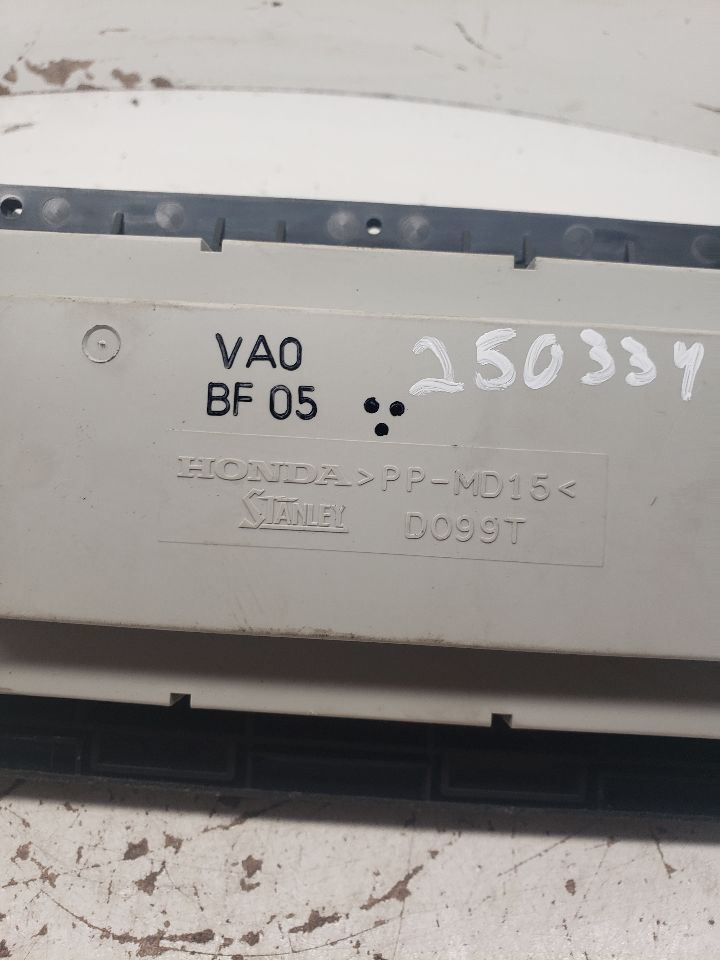 VA0
BF 05
250334
HONDA >PP-MD15<
STANLEY D099T